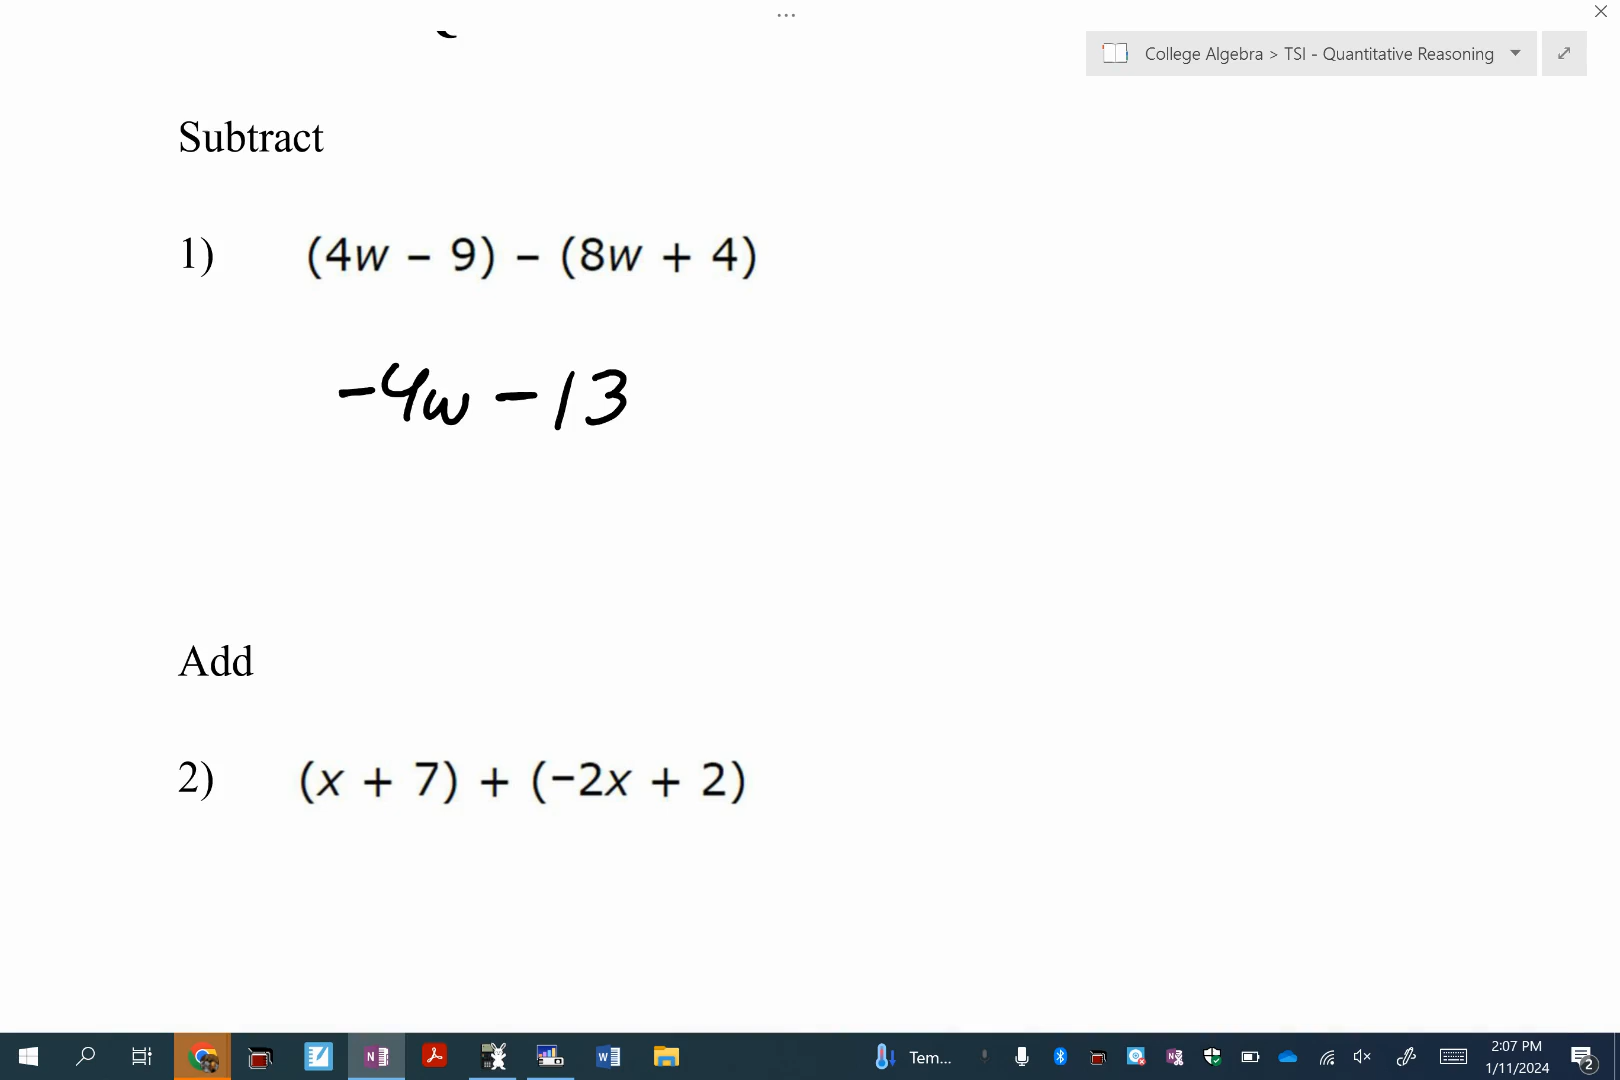 ...
College Algebra > TSI - Quantitative Reasoning
Subtract
1) (4w – 9) – (8w + 4)
-4w - 13
Add
2) (x + 7) + (–2x + 2)
Tem...
2:07 PM
1/11/2024
2